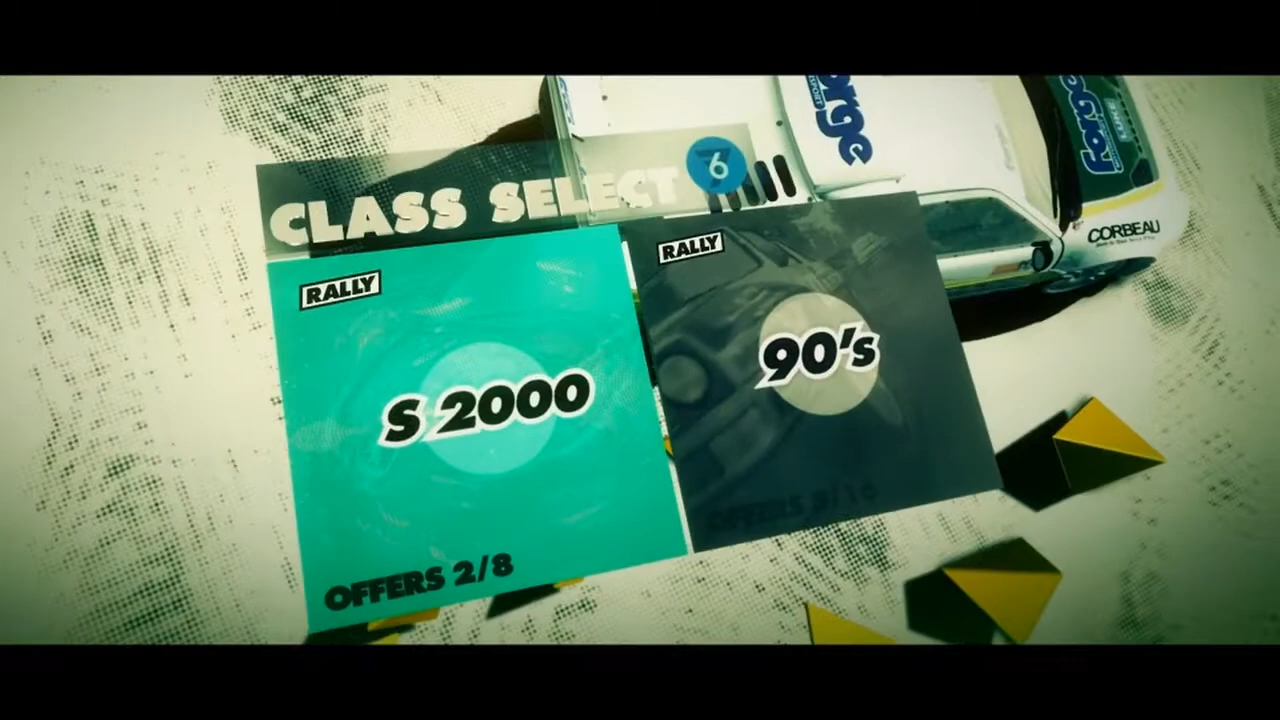 CLASS SELECT
6
RALLY
S 2000
OFFERS 2/8
RALLY
90's
forge
CORBEAU